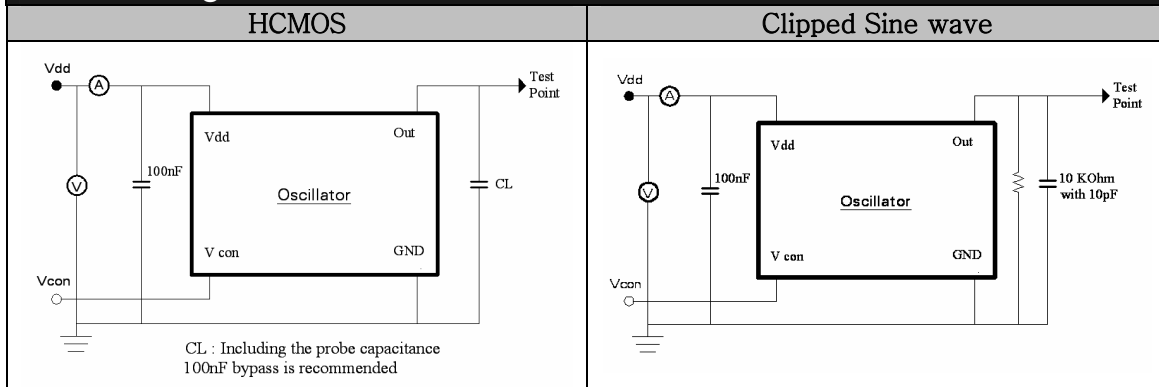 HCMOS
Clipped Sine wave
Vdd
A
Test
Point
Vdd
Out
100nF
V
Oscillator
CL
V con
GND
Vcon
CL : Including the probe capacitance
100nF bypass is recommended
Vdd
A
Test
Point
Vdd
Out
100nF
V
Oscillator
10 KOhm
with 10pF
V con
GND
Vcon